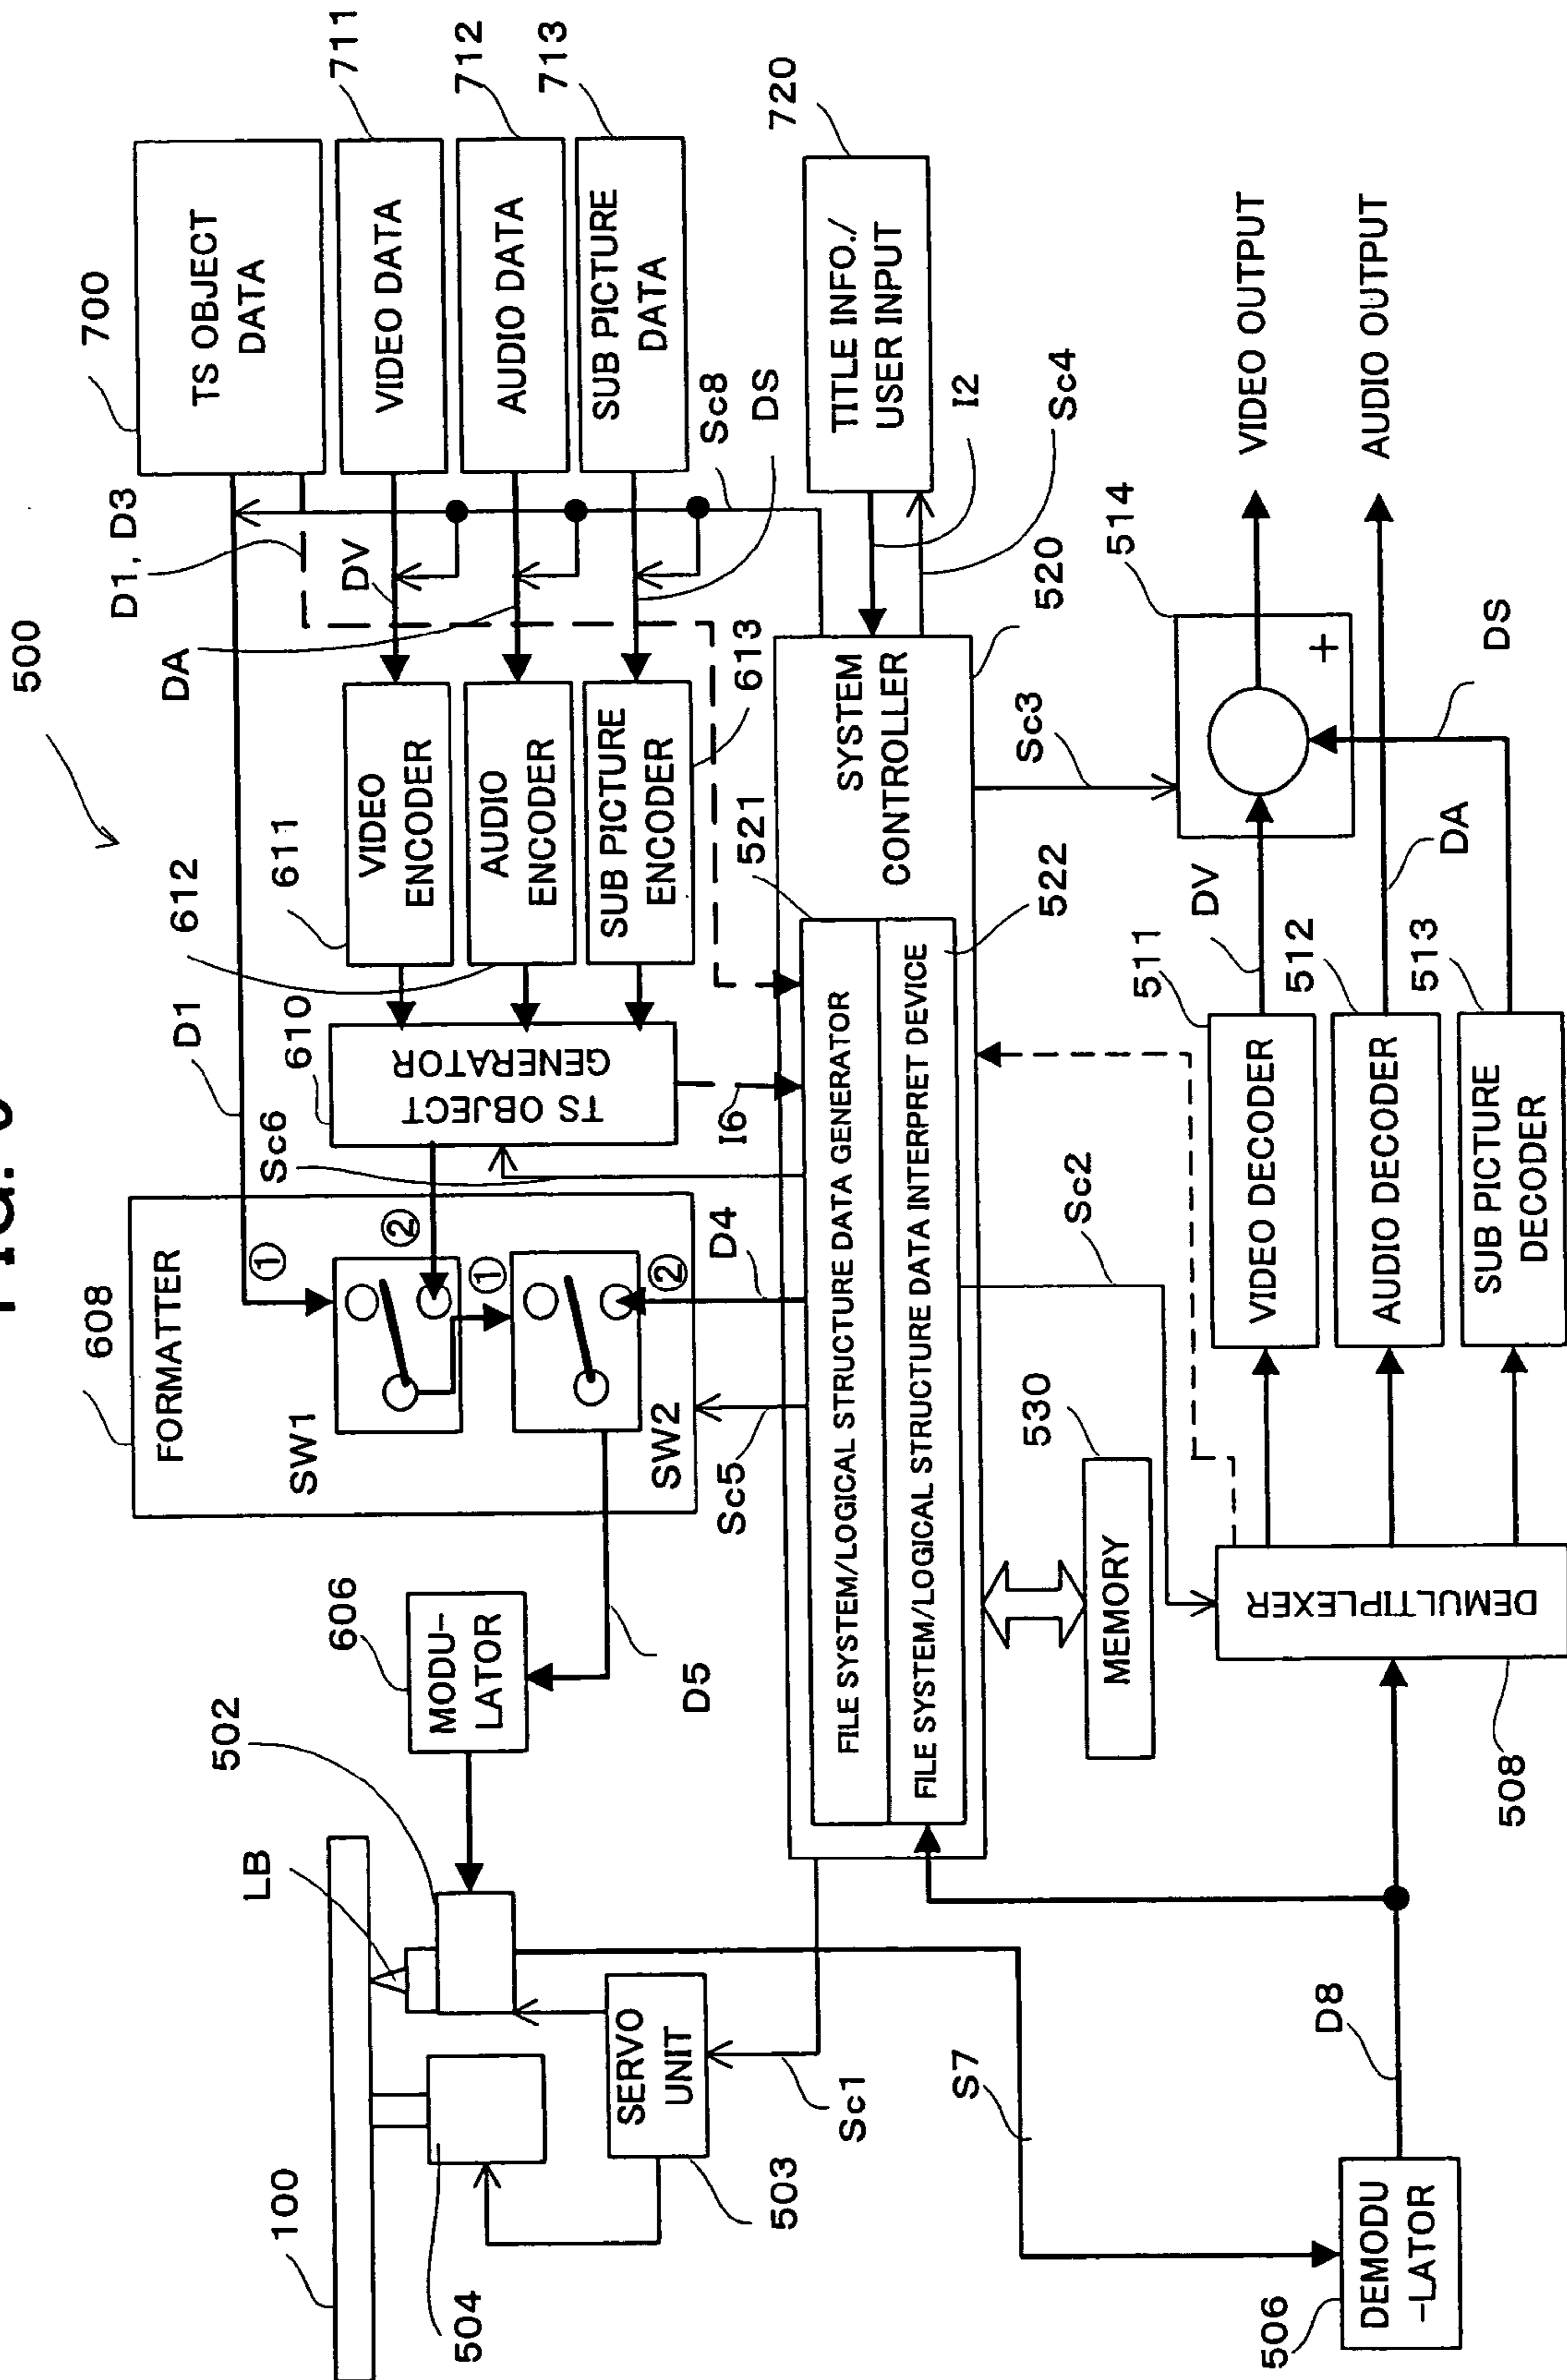 500
100
LB
502
504
SERVO
UNIT
503
Sc1
606
MODU-
LATOR
D5
608
FORMATTER
①
②
①
②
SW1
SW2
Sc5
D4
Sc6
D1
610
TS OBJECT
GENERATOR
I6
612
611
VIDEO
ENCODER
AUDIO
ENCODER
SUB PICTURE
ENCODER
613
DA
DV
D1, D3
700
TS OBJECT
DATA
VIDEO DATA
711
AUDIO DATA
712
SUB PICTURE
DATA
713
Sc8
DS
720
TITLE INFO./
USER INPUT
I2
Sc4
520
SYSTEM
CONTROLLER
521
FILE SYSTEM/LOGICAL STRUCTURE DATA GENERATOR
FILE SYSTEM/LOGICAL STRUCTURE DATA INTERPRET DEVICE
522
Sc3
Sc2
530
MEMORY
S7
D8
506
DEMODU
-LATOR
508
DEMULTIPLEXER
511
VIDEO DECODER
512
AUDIO DECODER
513
SUB PICTURE
DECODER
DV
DA
DS
514
+
VIDEO OUTPUT
AUDIO OUTPUT